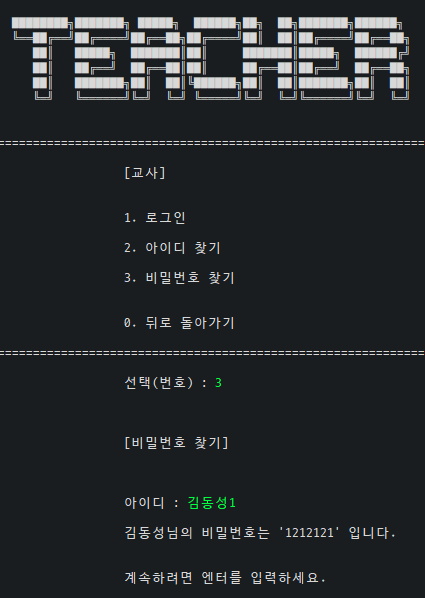 TEACHER
[교사]
1. 로그인
2. 아이디 찾기
3. 비밀번호 찾기
0. 뒤로 돌아가기
선택(번호) : 3
[비밀번호 찾기]
아이디 : 김동성1
김동성님의 비밀번호는 '1212121' 입니다.
계속하려면 엔터를 입력하세요.